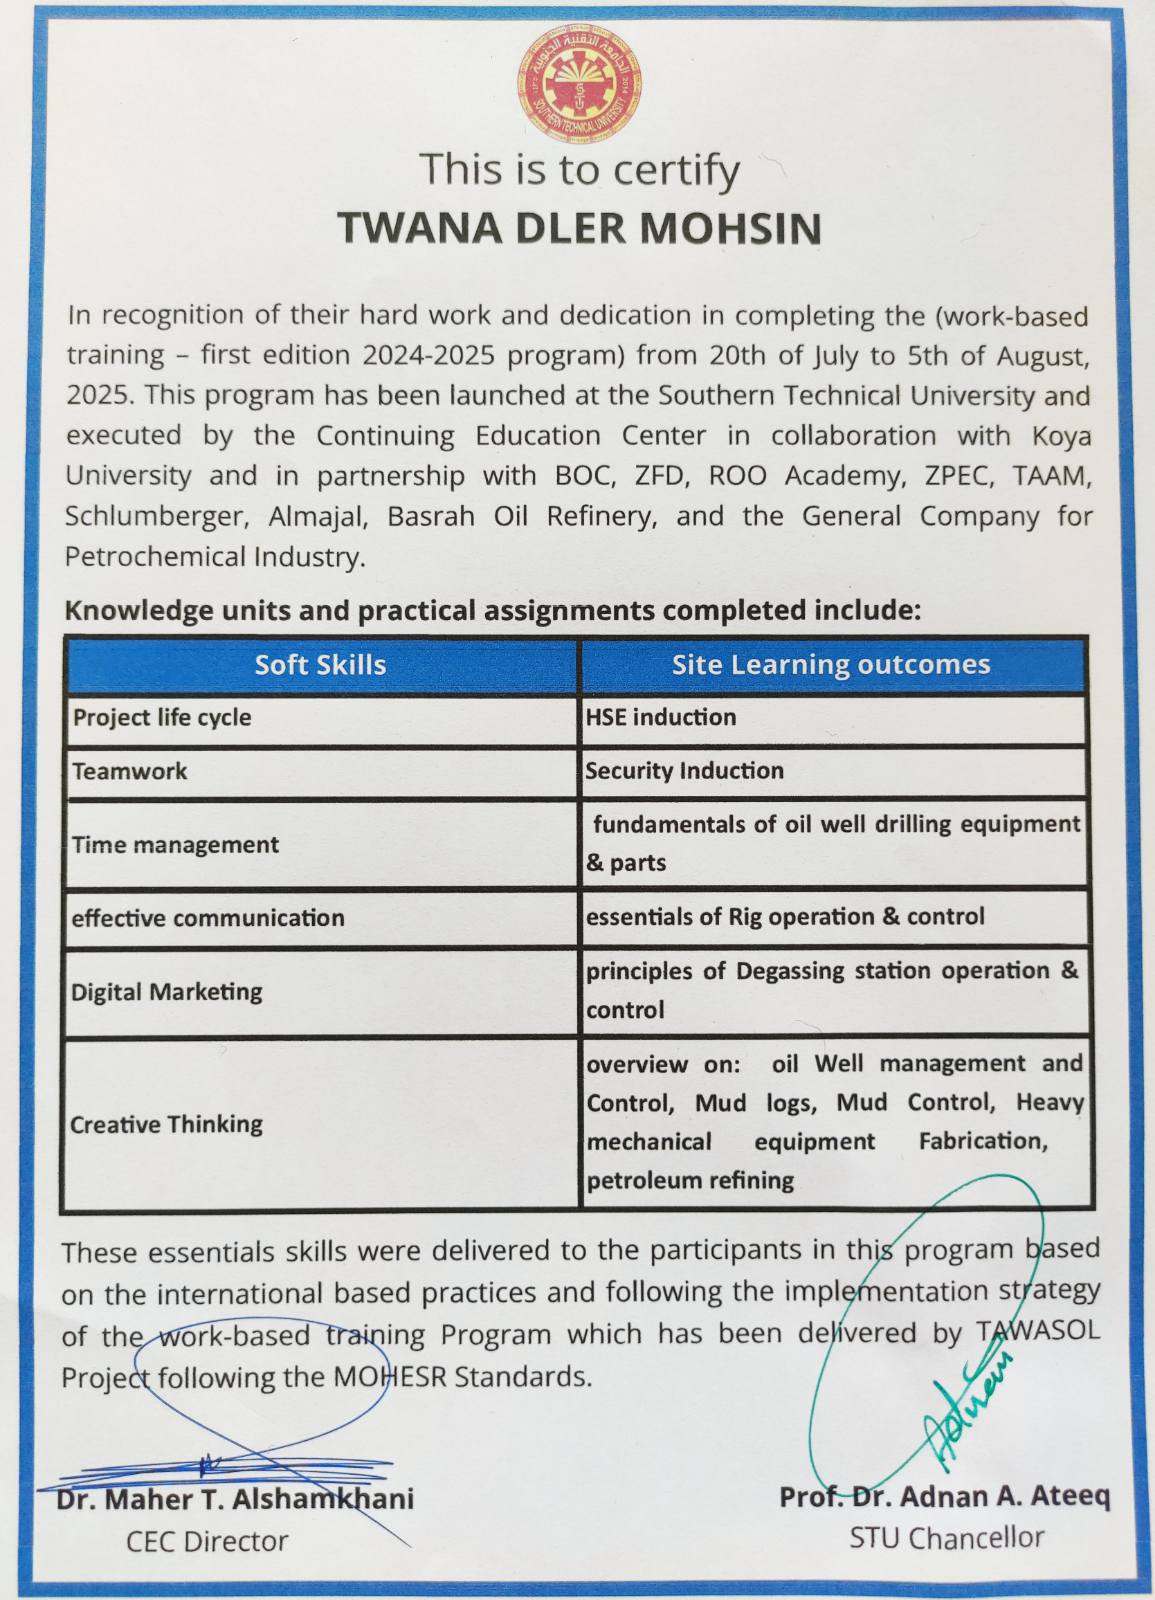 الجامعة التقنية الجنوبية
2014
SOUTHERN TECHNICAL UNIVERSITY
STU
This is to certify
TWANA DLER MOHSIN
In recognition of their hard work and dedication in completing the (work-based
training – first edition 2024-2025 program) from 20th of July to 5th of August,
2025. This program has been launched at the Southern Technical University and
executed by the Continuing Education Center in collaboration with Koya
University and in partnership with BOC, ZFD, ROO Academy, ZPEC, TAAM,
Schlumberger, Almajal, Basrah Oil Refinery, and the General Company for
Petrochemical Industry.
Knowledge units and practical assignments completed include:
Soft Skills
Site Learning outcomes
Project life cycle
HSE induction
Teamwork
Security Induction
Time management
fundamentals of oil well drilling equipment
& parts
effective communication
essentials of Rig operation & control
Digital Marketing
principles of Degassing station operation &
control
Creative Thinking
overview on: oil Well management and
Control, Mud logs, Mud Control, Heavy
mechanical equipment Fabrication,
petroleum refining
These essentials skills were delivered to the participants in this program based
on the international based practices and following the implementation strategy
of the work-based training Program which has been delivered by TAWASOL
Project following the MOHESR Standards.
Adnan
Dr. Maher T. Alshamkhani
CEC Director
Prof. Dr. Adnan A. Ateeq
STU Chancellor